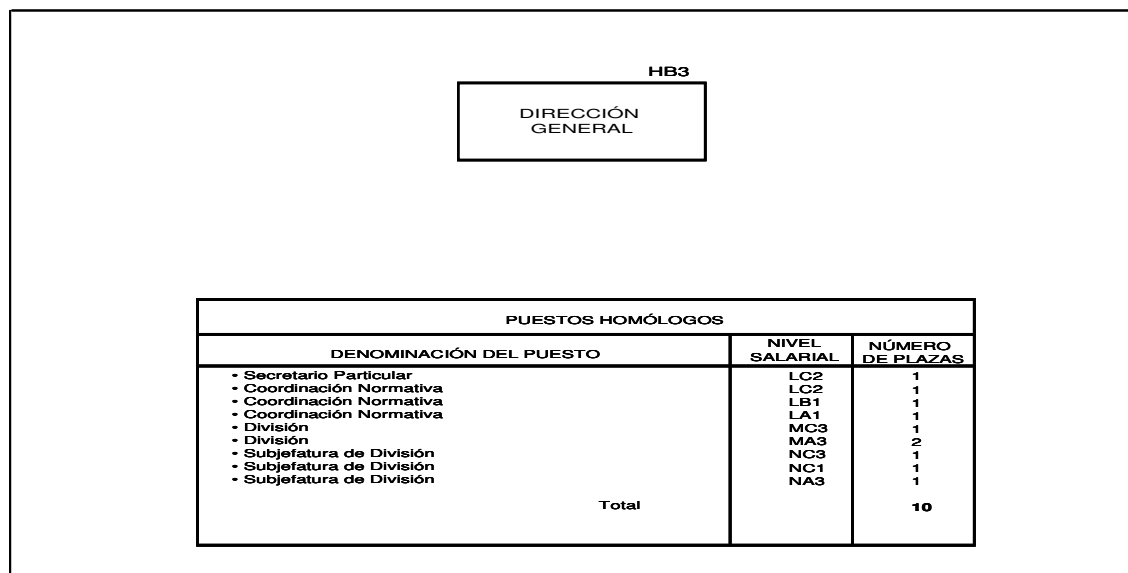 HB3
DIRECCIÓN
GENERAL
PUESTOS HOMÓLOGOS
DENOMINACIÓN DEL PUESTO NIVEL SALARIAL NÚMERO DE PLAZAS
• Secretario Particular LC2 1
• Coordinación Normativa LC2 1
• Coordinación Normativa LB1 1
• Coordinación Normativa LA1 1
• División MC3 1
• División MA3 2
• Subjefatura de División NC3 1
• Subjefatura de División NC1 1
• Subjefatura de División NA3 1
Total 10